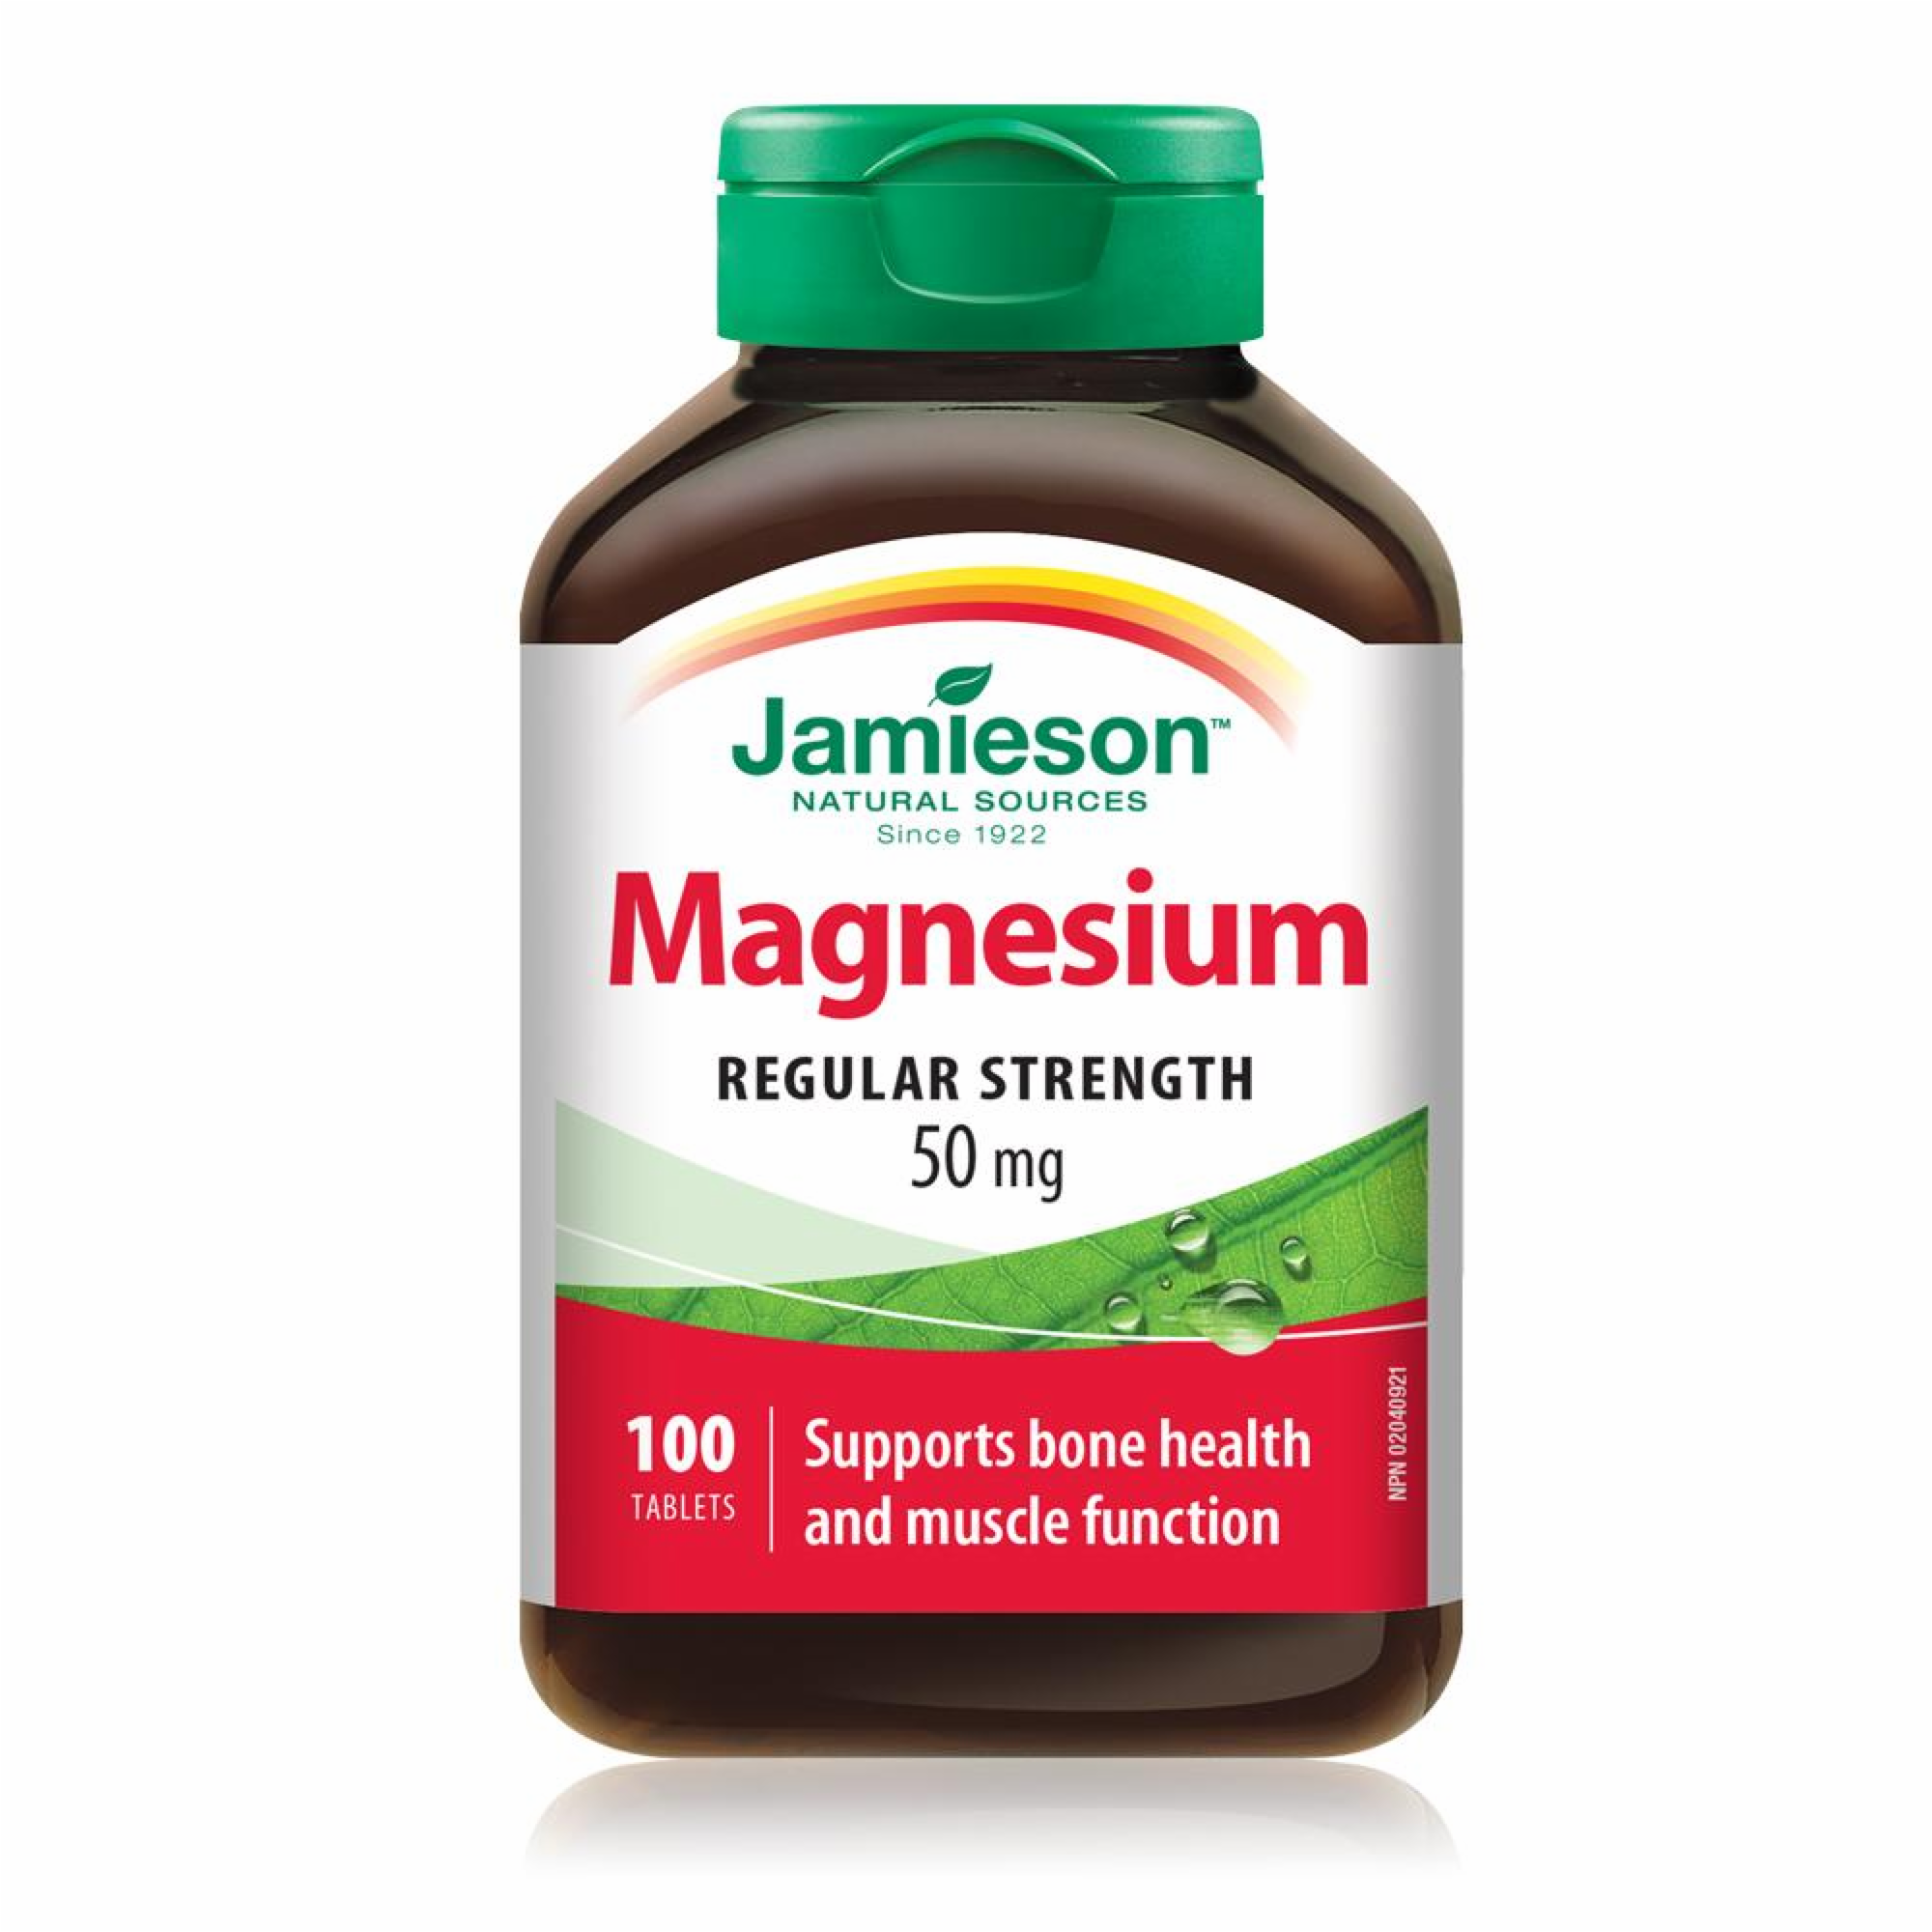 Jamieson™
NATURAL SOURCES
Since 1922
Magnesium
REGULAR STRENGTH
50 mg
100
TABLETS
Supports bone health
and muscle function
NPN 02040921